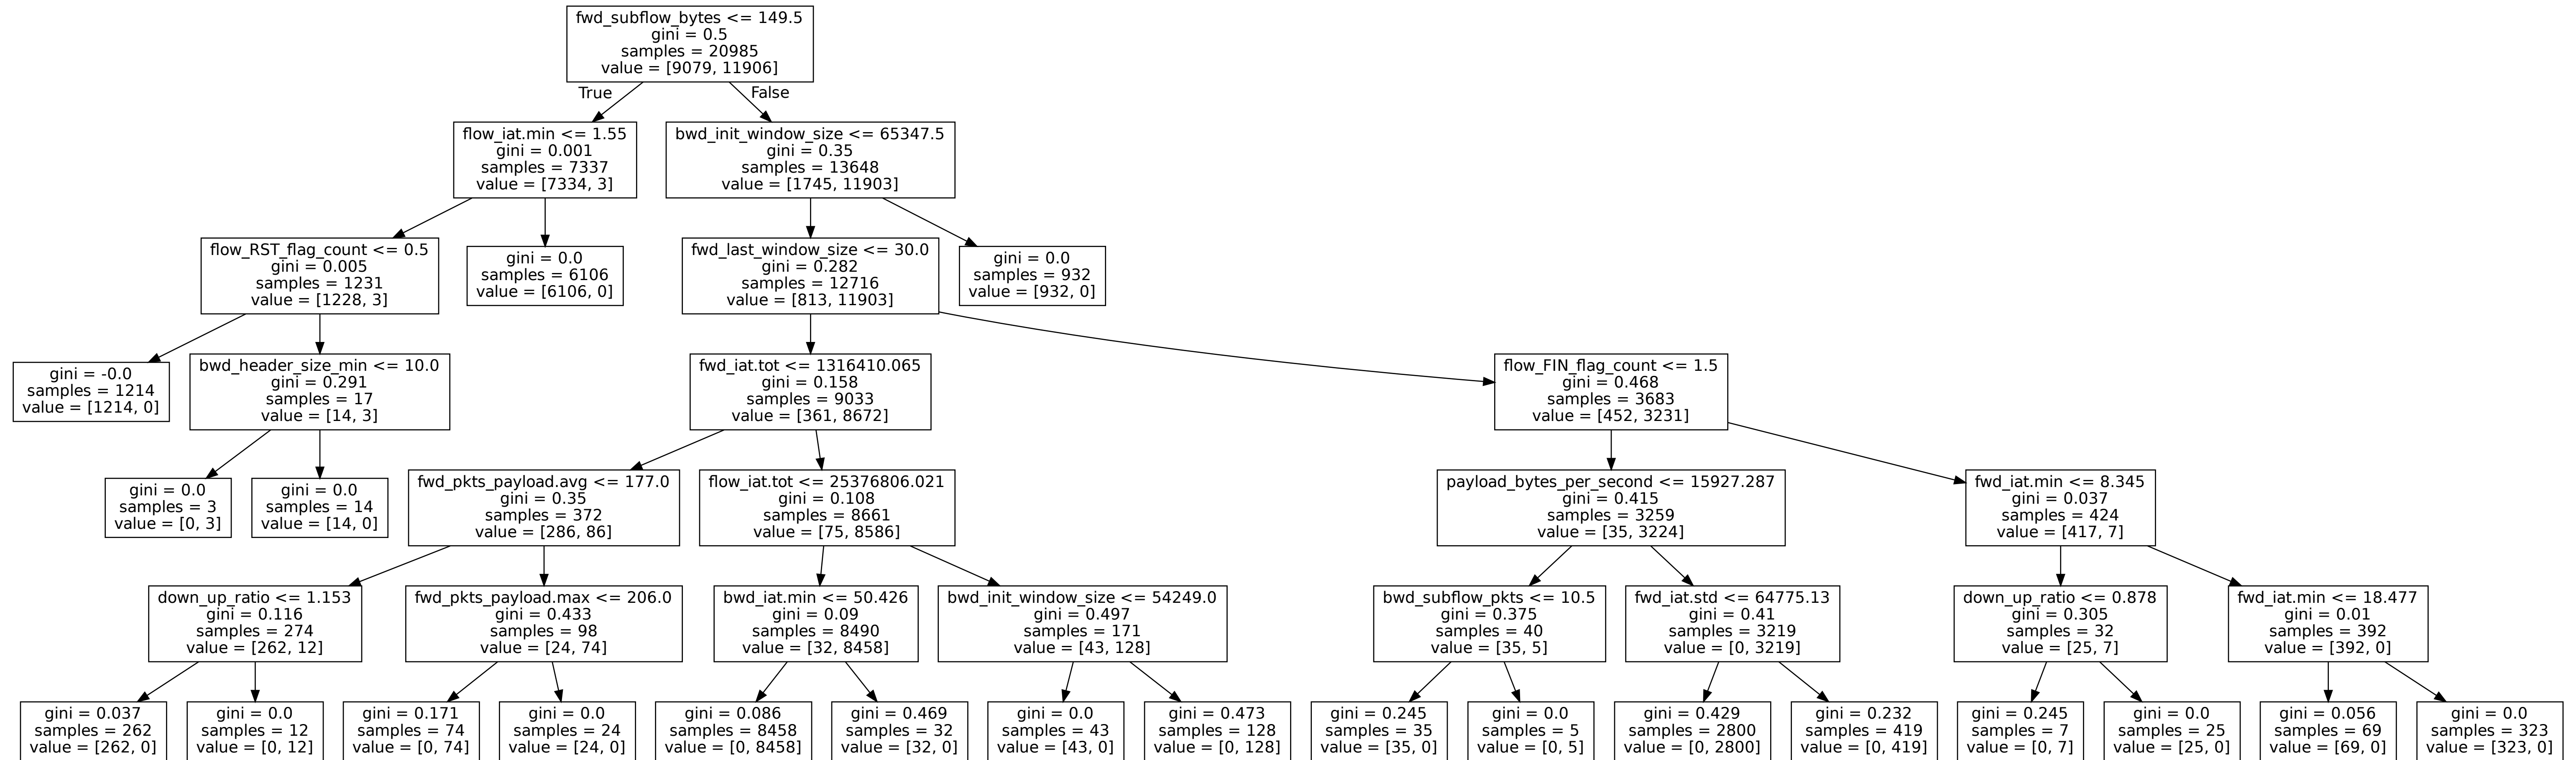 fwd_subflow_bytes <= 149.5
gini = 0.5
samples = 20985
value = [9079, 11906]
True
False
flow_iat.min <= 1.55
gini = 0.001
samples = 7337
value = [7334, 3]
bwd_init_window_size <= 65347.5
gini = 0.35
samples = 13648
value = [1745, 11903]
flow_RST_flag_count <= 0.5
gini = 0.005
samples = 1231
value = [1228, 3]
gini = 0.0
samples = 6106
value = [6106, 0]
fwd_last_window_size <= 30.0
gini = 0.282
samples = 12716
value = [813, 11903]
gini = 0.0
samples = 932
value = [932, 0]
gini = -0.0
samples = 1214
value = [1214, 0]
bwd_header_size_min <= 10.0
gini = 0.291
samples = 17
value = [14, 3]
fwd_iat.tot <= 1316410.065
gini = 0.158
samples = 9033
value = [361, 8672]
flow_FIN_flag_count <= 1.5
gini = 0.468
samples = 3683
value = [452, 3231]
gini = 0.0
samples = 3
value = [0, 3]
gini = 0.0
samples = 14
value = [14, 0]
fwd_pkts_payload.avg <= 177.0
gini = 0.35
samples = 372
value = [286, 86]
flow_iat.tot <= 25376806.021
gini = 0.108
samples = 8661
value = [75, 8586]
payload_bytes_per_second <= 15927.287
gini = 0.415
samples = 3259
value = [35, 3224]
fwd_iat.min <= 8.345
gini = 0.037
samples = 424
value = [417, 7]
down_up_ratio <= 1.153
gini = 0.116
samples = 274
value = [262, 12]
fwd_pkts_payload.max <= 206.0
gini = 0.433
samples = 98
value = [24, 74]
bwd_iat.min <= 50.426
gini = 0.09
samples = 8490
value = [32, 8458]
bwd_init_window_size <= 54249.0
gini = 0.497
samples = 171
value = [43, 128]
bwd_subflow_pkts <= 10.5
gini = 0.375
samples = 40
value = [35, 5]
fwd_iat.std <= 64775.13
gini = 0.41
samples = 3219
value = [0, 3219]
down_up_ratio <= 0.878
gini = 0.305
samples = 32
value = [25, 7]
fwd_iat.min <= 18.477
gini = 0.01
samples = 392
value = [392, 0]
gini = 0.037
samples = 262
value = [262, 0]
gini = 0.0
samples = 12
value = [0, 12]
gini = 0.171
samples = 74
value = [0, 74]
gini = 0.0
samples = 24
value = [24, 0]
gini = 0.086
samples = 8458
value = [0, 8458]
gini = 0.469
samples = 32
value = [32, 0]
gini = 0.0
samples = 43
value = [43, 0]
gini = 0.473
samples = 128
value = [0, 128]
gini = 0.245
samples = 35
value = [35, 0]
gini = 0.0
samples = 5
value = [0, 5]
gini = 0.429
samples = 2800
value = [0, 2800]
gini = 0.232
samples = 419
value = [0, 419]
gini = 0.245
samples = 7
value = [0, 7]
gini = 0.0
samples = 25
value = [25, 0]
gini = 0.056
samples = 69
value = [69, 0]
gini = 0.0
samples = 323
value = [323, 0]